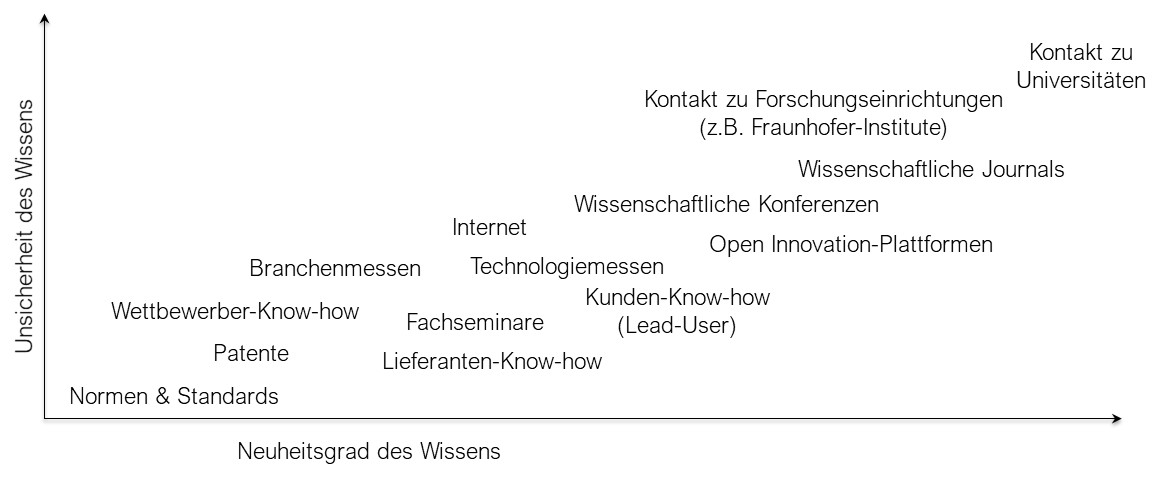 Kontakt zu
Universitäten
Kontakt zu Forschungseinrichtungen
(z.B. Fraunhofer-Institute)
Wissenschaftliche Journals
Wissenschaftliche Konferenzen
Internet
Open Innovation-Plattformen
Branchenmessen
Technologiemessen
Kunden-Know-how
(Lead-User)
Wettbewerber-Know-how
Fachseminare
Patente
Lieferanten-Know-how
Normen & Standards
Unsicherheit des Wissens
Neuheitsgrad des Wissens